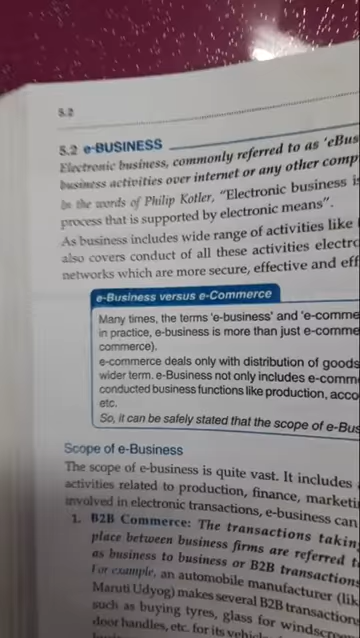 5.2
5.2 e-BUSINESS
Electronic business, commonly referred to as 'eBus
business activities over internet or any other comp
In the words of Philip Kotler, "Electronic business is
process that is supported by electronic means".
As business includes wide range of activities like
also covers conduct of all these activities electro
networks which are more secure, effective and eff
e-Business versus e-Commerce
Many times, the terms 'e-business' and 'e-comme
in practice, e-business is more than just e-comme
commerce).
e-commerce deals only with distribution of goods
wider term. e-Business not only includes e-comm
conducted business functions like production, acco
etc.
So, it can be safely stated that the scope of e-Bus
Scope of e-Business
The scope of e-business is quite vast. It includes
activities related to production, finance, marketi
involved in electronic transactions, e-business can
1. B2B Commerce: The transactions takin
place between business firms are referred t
as business to business or B2B transactions
For example, an automobile manufacturer (lik
Maruti Udyog) makes several B2B transaction
such as buying tyres, glass for windscre
door handles, etc. for its vehic